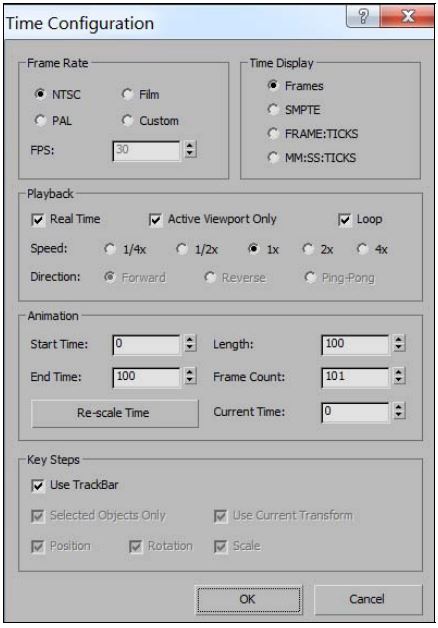 Time Configuration
Frame Rate
NTSC Film
PAL Custom
FPS: 30
Time Display
Frames
SMPTE
FRAME:TICKS
MM:SS:TICKS
Playback
Real Time Active Viewport Only Loop
Speed: 1/4x 1/2x 1x 2x 4x
Direction: Forward Reverse Ping-Pong
Animation
Start Time: 0 Length: 100
End Time: 100 Frame Count: 101
Re-scale Time Current Time: 0
Key Steps
Use TrackBar
Selected Objects Only Use Current Transform
Position Rotation Scale
OK Cancel